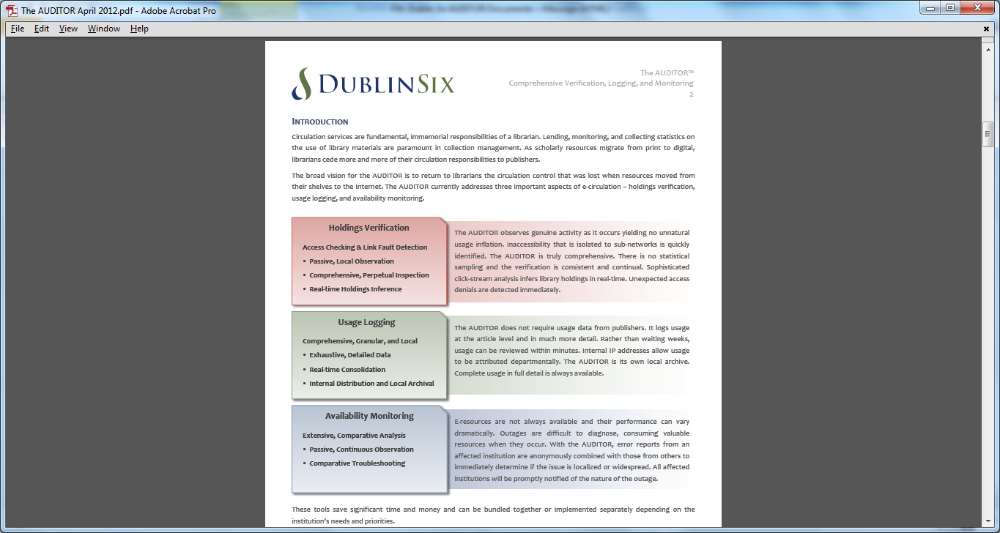 The AUDITOR April 2012.pdf - Adobe Acrobat Pro
File Edit View Window Help
DUBLINSIX
The AUDITOR™
Comprehensive Verification, Logging, and Monitoring
2
INTRODUCTION
Circulation services are fundamental, immemorial responsibilities of a librarian. Lending, monitoring, and collecting statistics on
the use of library materials are paramount in collection management. As scholarly resources migrate from print to digital,
librarians cede more and more of their circulation responsibilities to publishers.
The broad vision for the AUDITOR is to return to librarians the circulation control that was lost when resources moved from
their shelves to the Internet. The AUDITOR currently addresses three important aspects of e-circulation – holdings verification,
usage logging, and availability monitoring.
Holdings Verification
Access Checking & Link Fault Detection
• Passive, Local Observation
• Comprehensive, Perpetual Inspection
• Real-time Holdings Inference
The AUDITOR observes genuine activity as it occurs yielding no unnatural
usage inflation. Inaccessibility that is isolated to sub-networks is quickly
identified. The AUDITOR is truly comprehensive. There is no statistical
sampling and the verification is consistent and continual. Sophisticated
click-stream analysis infers library holdings in real-time. Unexpected access
denials are detected immediately.
Usage Logging
Comprehensive, Granular, and Local
• Exhaustive, Detailed Data
• Real-time Consolidation
• Internal Distribution and Local Archival
The AUDITOR does not require usage data from publishers. It logs usage
at the article level and in much more detail. Rather than waiting weeks,
usage can be reviewed within minutes. Internal IP addresses allow usage
to be attributed departmentally. The AUDITOR is its own local archive.
Complete usage in full detail is always available.
Availability Monitoring
Extensive, Comparative Analysis
• Passive, Continuous Observation
• Comparative Troubleshooting
E-resources are not always available and their performance can vary
dramatically. Outages are difficult to diagnose, consuming valuable
resources when they occur. With the AUDITOR, error reports from an
affected institution are anonymously combined with those from others to
immediately determine if the issue is localized or widespread. All affected
institutions will be promptly notified of the nature of the outage.
These tools save significant time and money and can be bundled together or implemented separately depending on the
institution's needs and priorities.